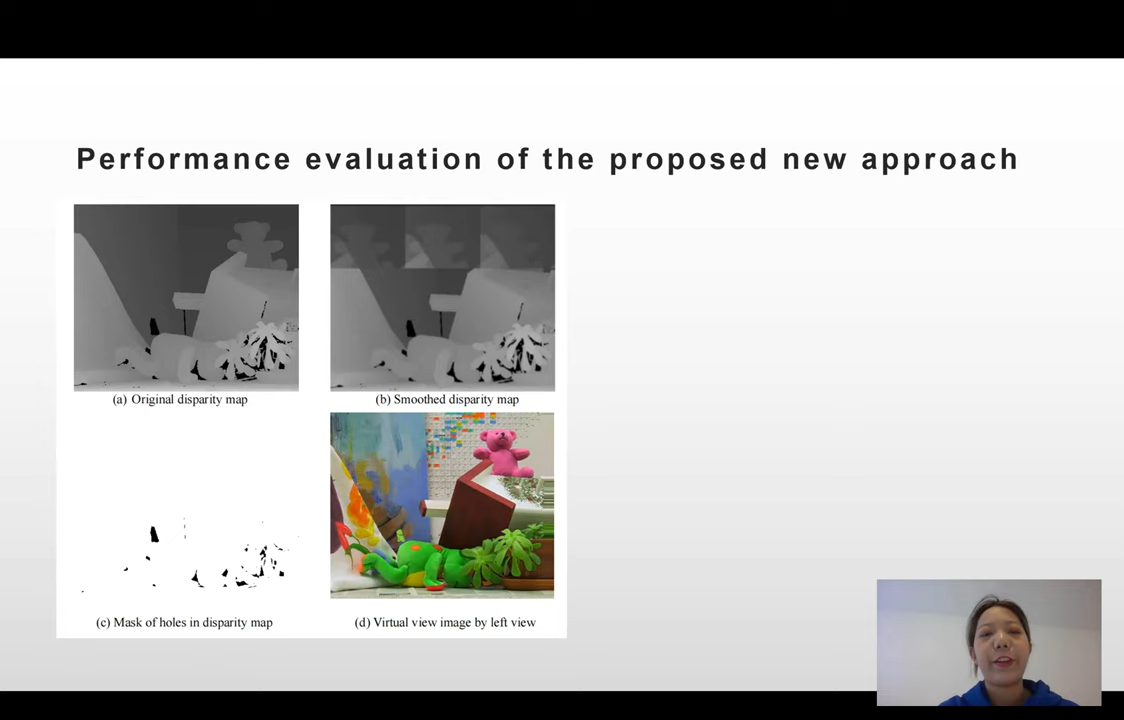 Performance evaluation of the proposed new approach
(a) Original disparity map
(b) Smoothed disparity map
(c) Mask of holes in disparity map
(d) Virtual view image by left view